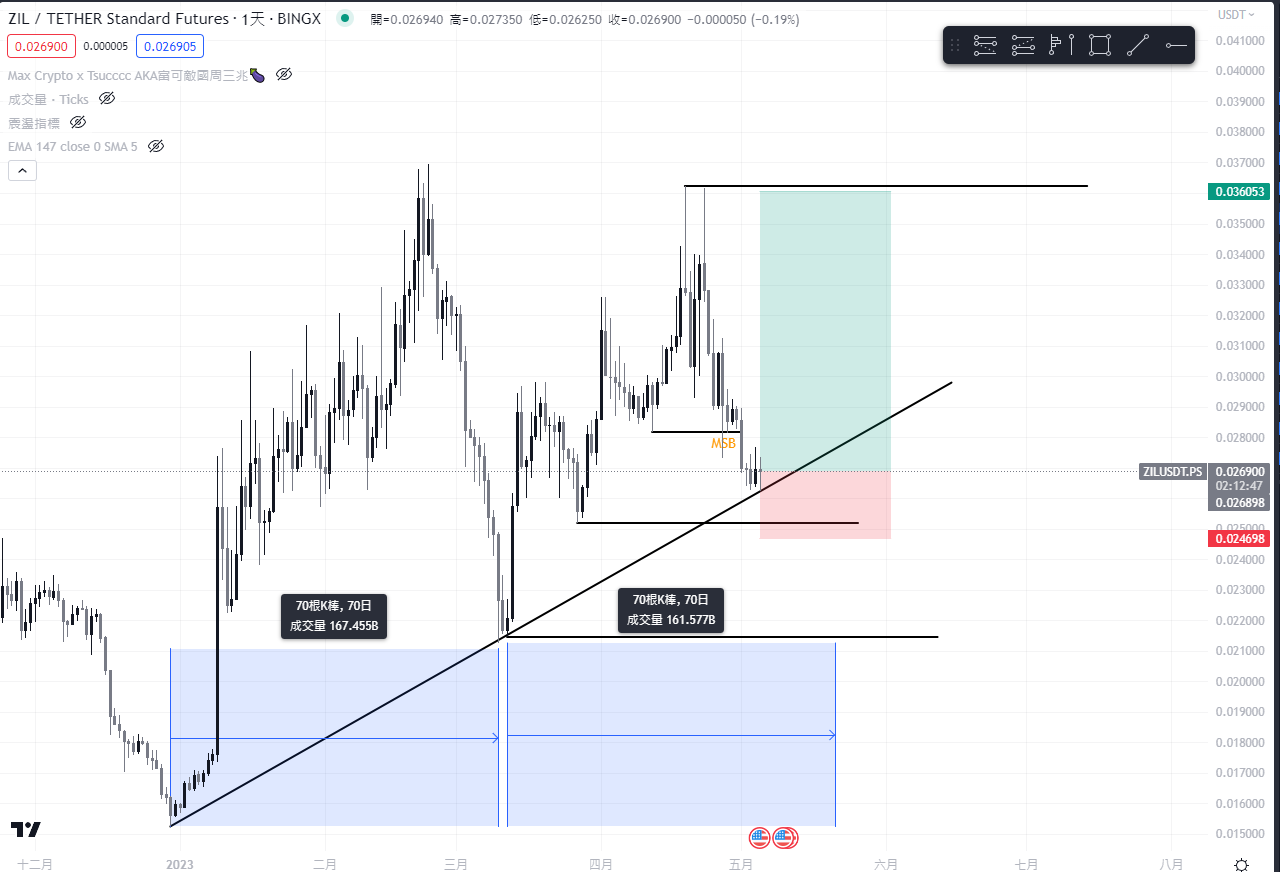 ZIL / TETHER Standard Futures · 1天 · BINGX 開=0.026940 高=0.027350 低=0.026250 收=0.026900 −0.000050 (−0.19%)
0.026900 0.000005 0.026905
Max Crypto x Tsucccc AKA富可敵國周三兆🍆
成交量 · Ticks
震盪指標
EMA 147 close 0 SMA 5
USDT
0.041000
0.040000
0.039000
0.038000
0.037000
0.036053
0.035000
0.034000
0.033000
0.032000
0.031000
0.030000
0.029000
0.028000
MSB
ZILUSDT.PS 0.026900
02:12:47
0.026898
0.025000
0.024698
0.024000
0.023000
0.022000
0.021000
0.020000
0.019000
0.018000
0.017000
0.016000
0.015000
70根K棒, 70日
成交量 167.455B
70根K棒, 70日
成交量 161.577B
十二月 2023 二月 三月 四月 五月 六月 七月 八月